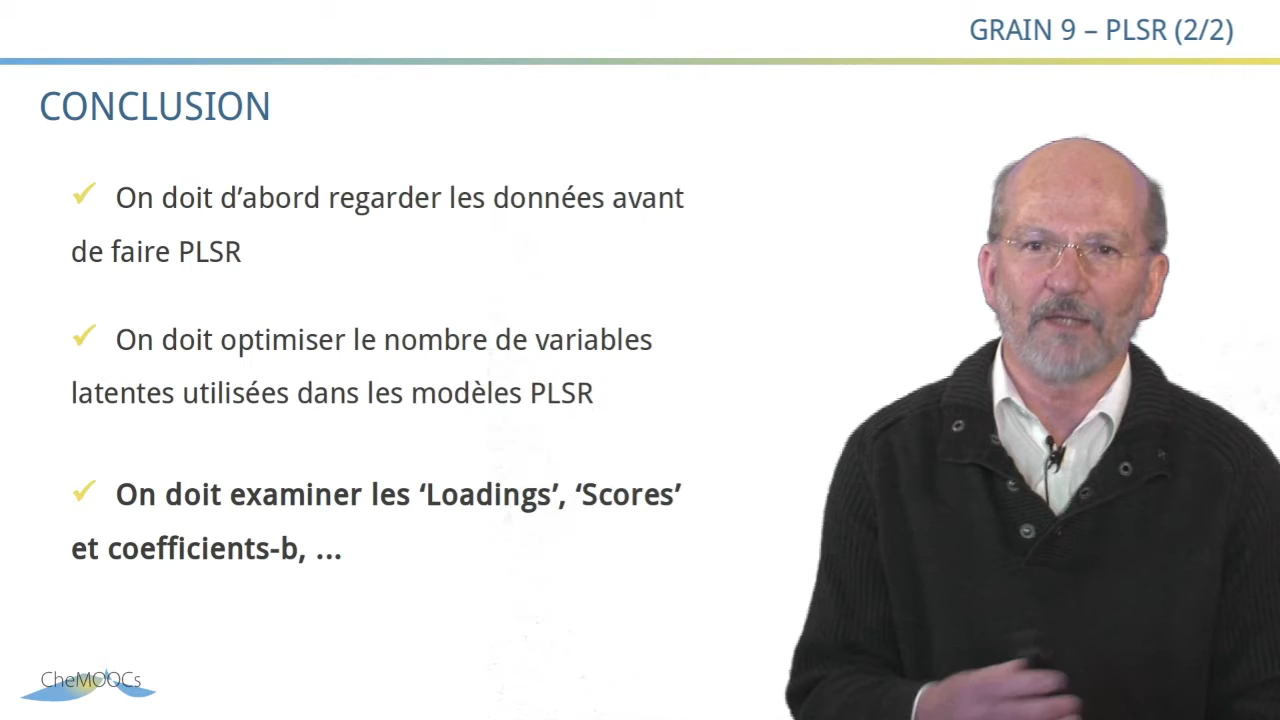 GRAIN 9 – PLSR (2/2)
CONCLUSION
✓ On doit d’abord regarder les données avant
de faire PLSR
✓ On doit optimiser le nombre de variables
latentes utilisées dans les modèles PLSR
✓ On doit examiner les ‘Loadings’, ‘Scores’
et coefficients-b, ...
CheMOOCs